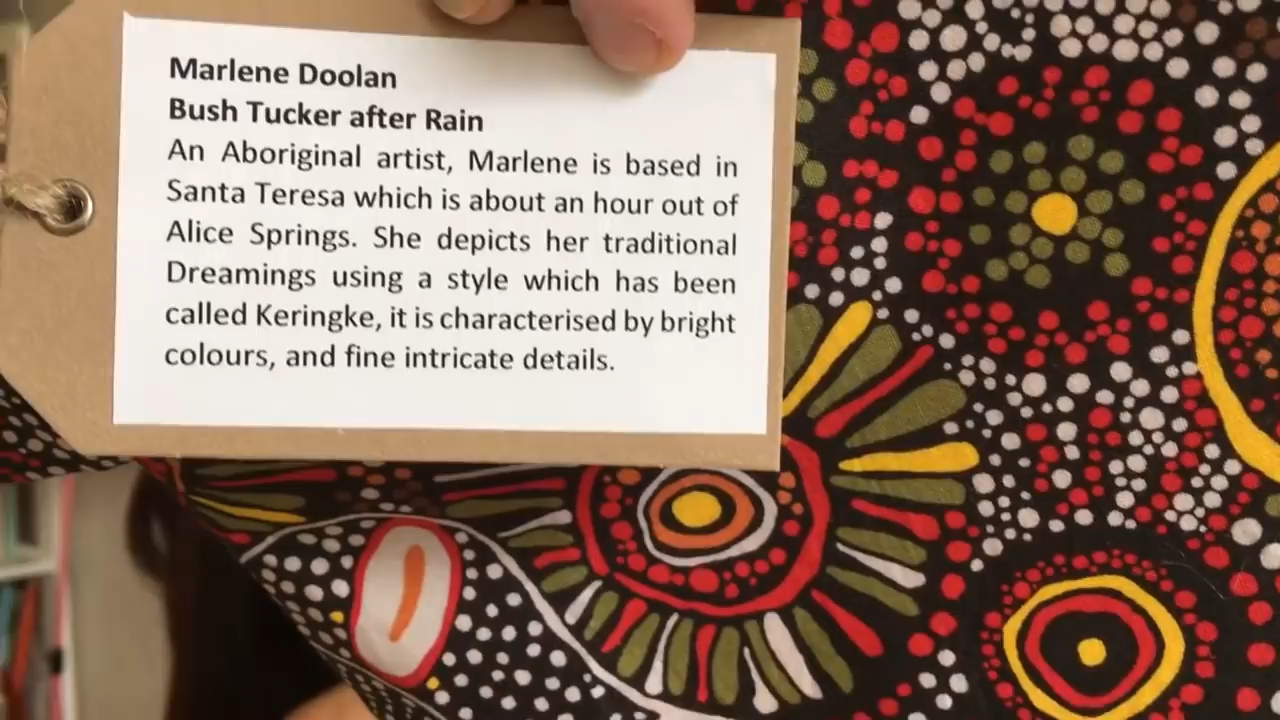 Marlene Doolan
Bush Tucker after Rain
An Aboriginal artist, Marlene is based in
Santa Teresa which is about an hour out of
Alice Springs. She depicts her traditional
Dreamings using a style which has been
called Keringke, it is characterised by bright
colours, and fine intricate details.